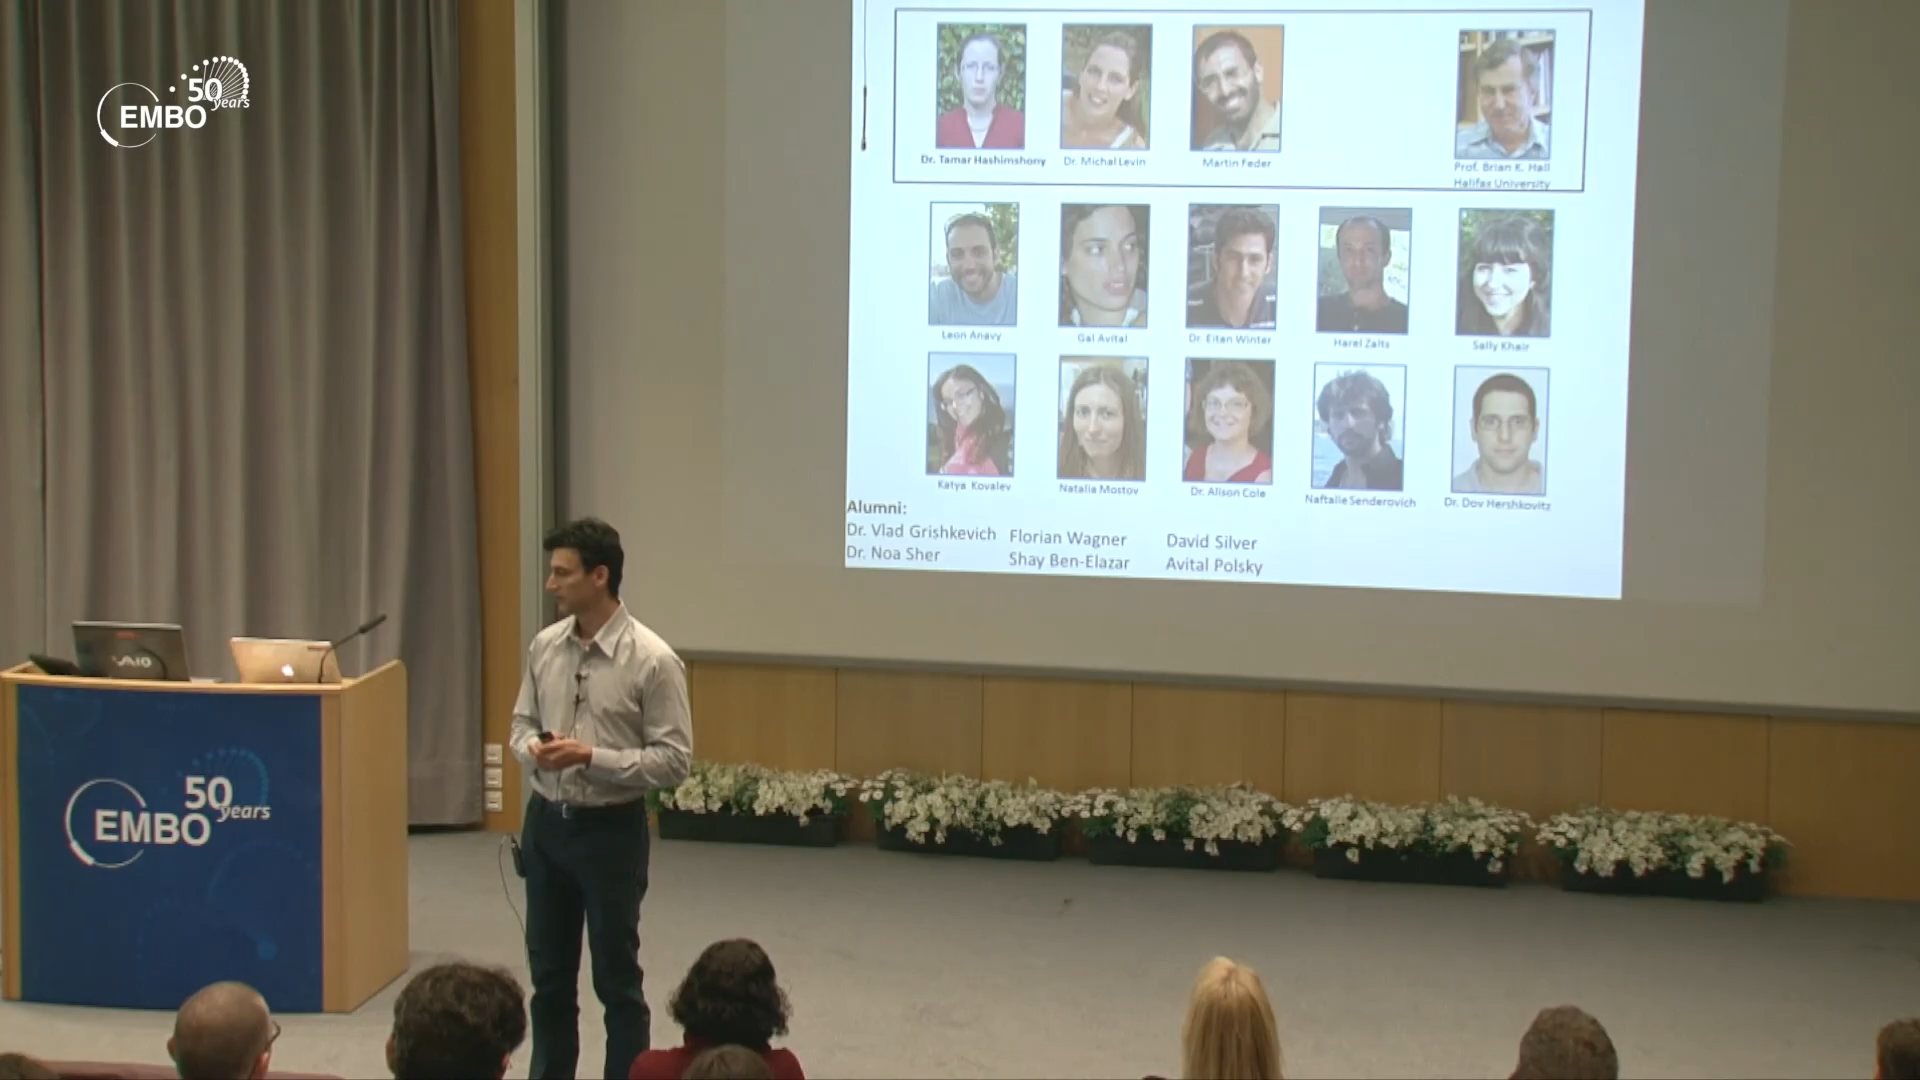 50
years
EMBO
Dr. Tamar Hashimshony
Dr. Michal Levin
Martin Feder
Prof. Brian K. Hall
Halifax University
Leon Anavy
Gal Avital
Dr. Eitan Winter
Harel Zalts
Sally Khair
Katya Kovalev
Natalia Mostov
Dr. Alison Cole
Naftalie Senderovich
Dr. Dov Hershkovitz
Alumni:
Dr. Vlad Grishkevich Florian Wagner David Silver
Dr. Noa Sher Shay Ben-Elazar Avital Polsky
VAIO
50
years
EMBO